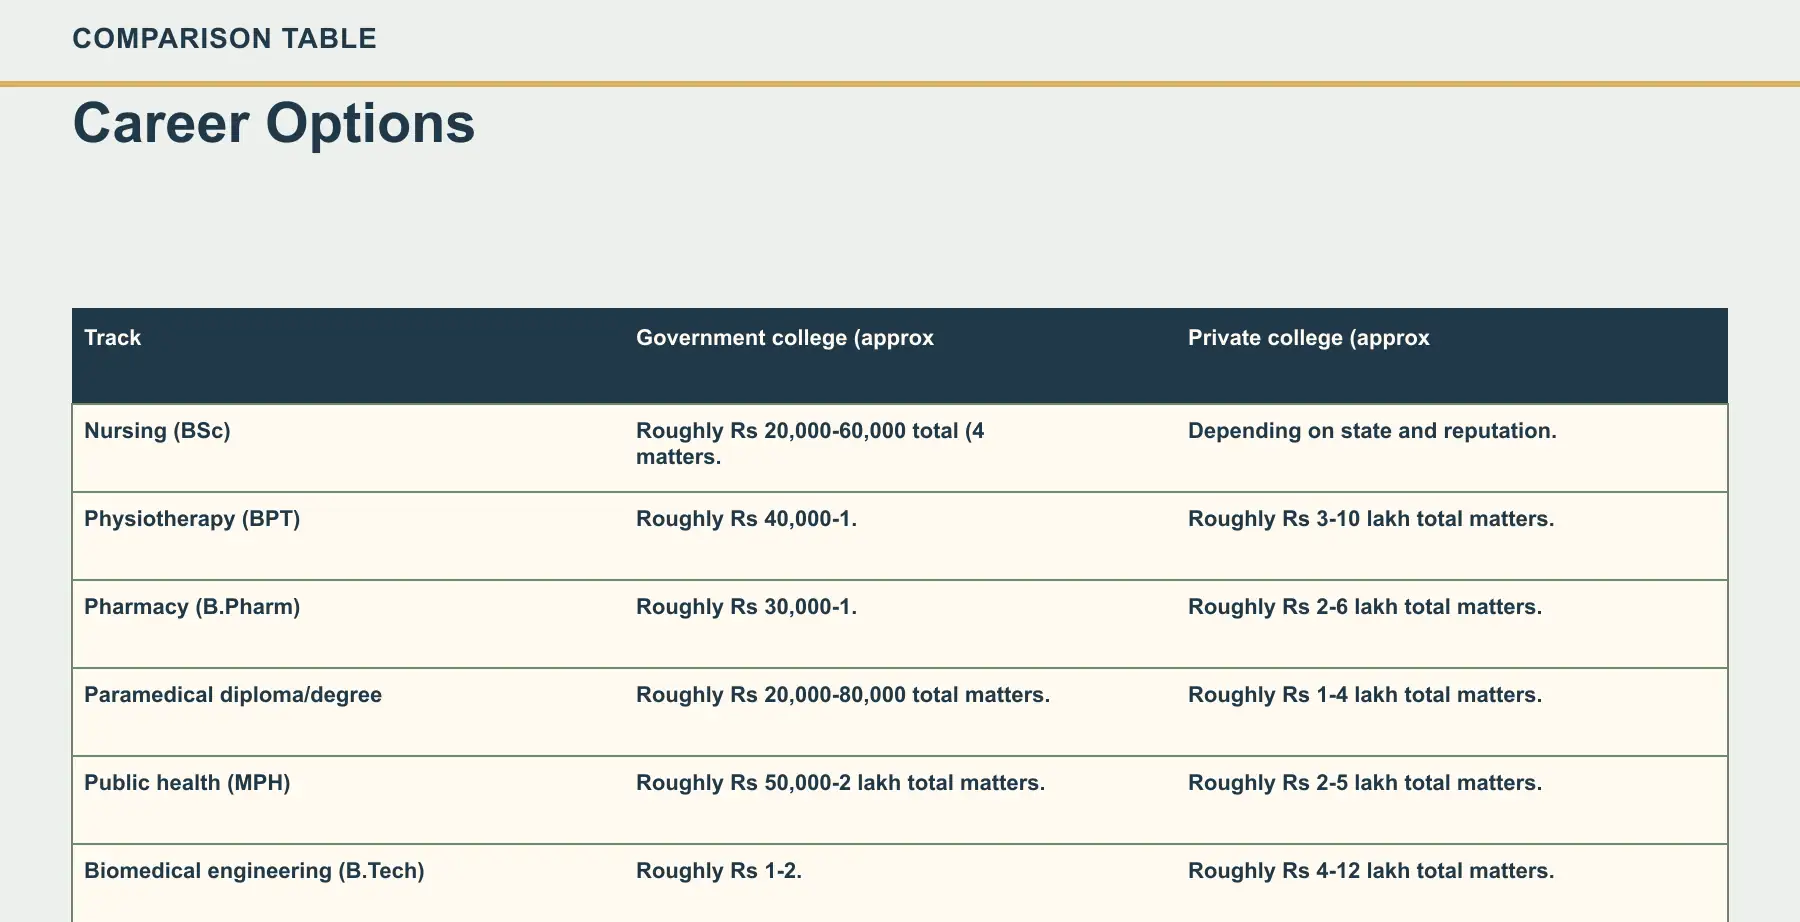 COMPARISON TABLE
Career Options
Track Government college (approx Private college (approx
Nursing (BSc) Roughly Rs 20,000-60,000 total (4 Depending on state and reputation.
matters.
Physiotherapy (BPT) Roughly Rs 40,000-1. Roughly Rs 3-10 lakh total matters.
Pharmacy (B.Pharm) Roughly Rs 30,000-1. Roughly Rs 2-6 lakh total matters.
Paramedical diploma/degree Roughly Rs 20,000-80,000 total matters. Roughly Rs 1-4 lakh total matters.
Public health (MPH) Roughly Rs 50,000-2 lakh total matters. Roughly Rs 2-5 lakh total matters.
Biomedical engineering (B.Tech) Roughly Rs 1-2. Roughly Rs 4-12 lakh total matters.